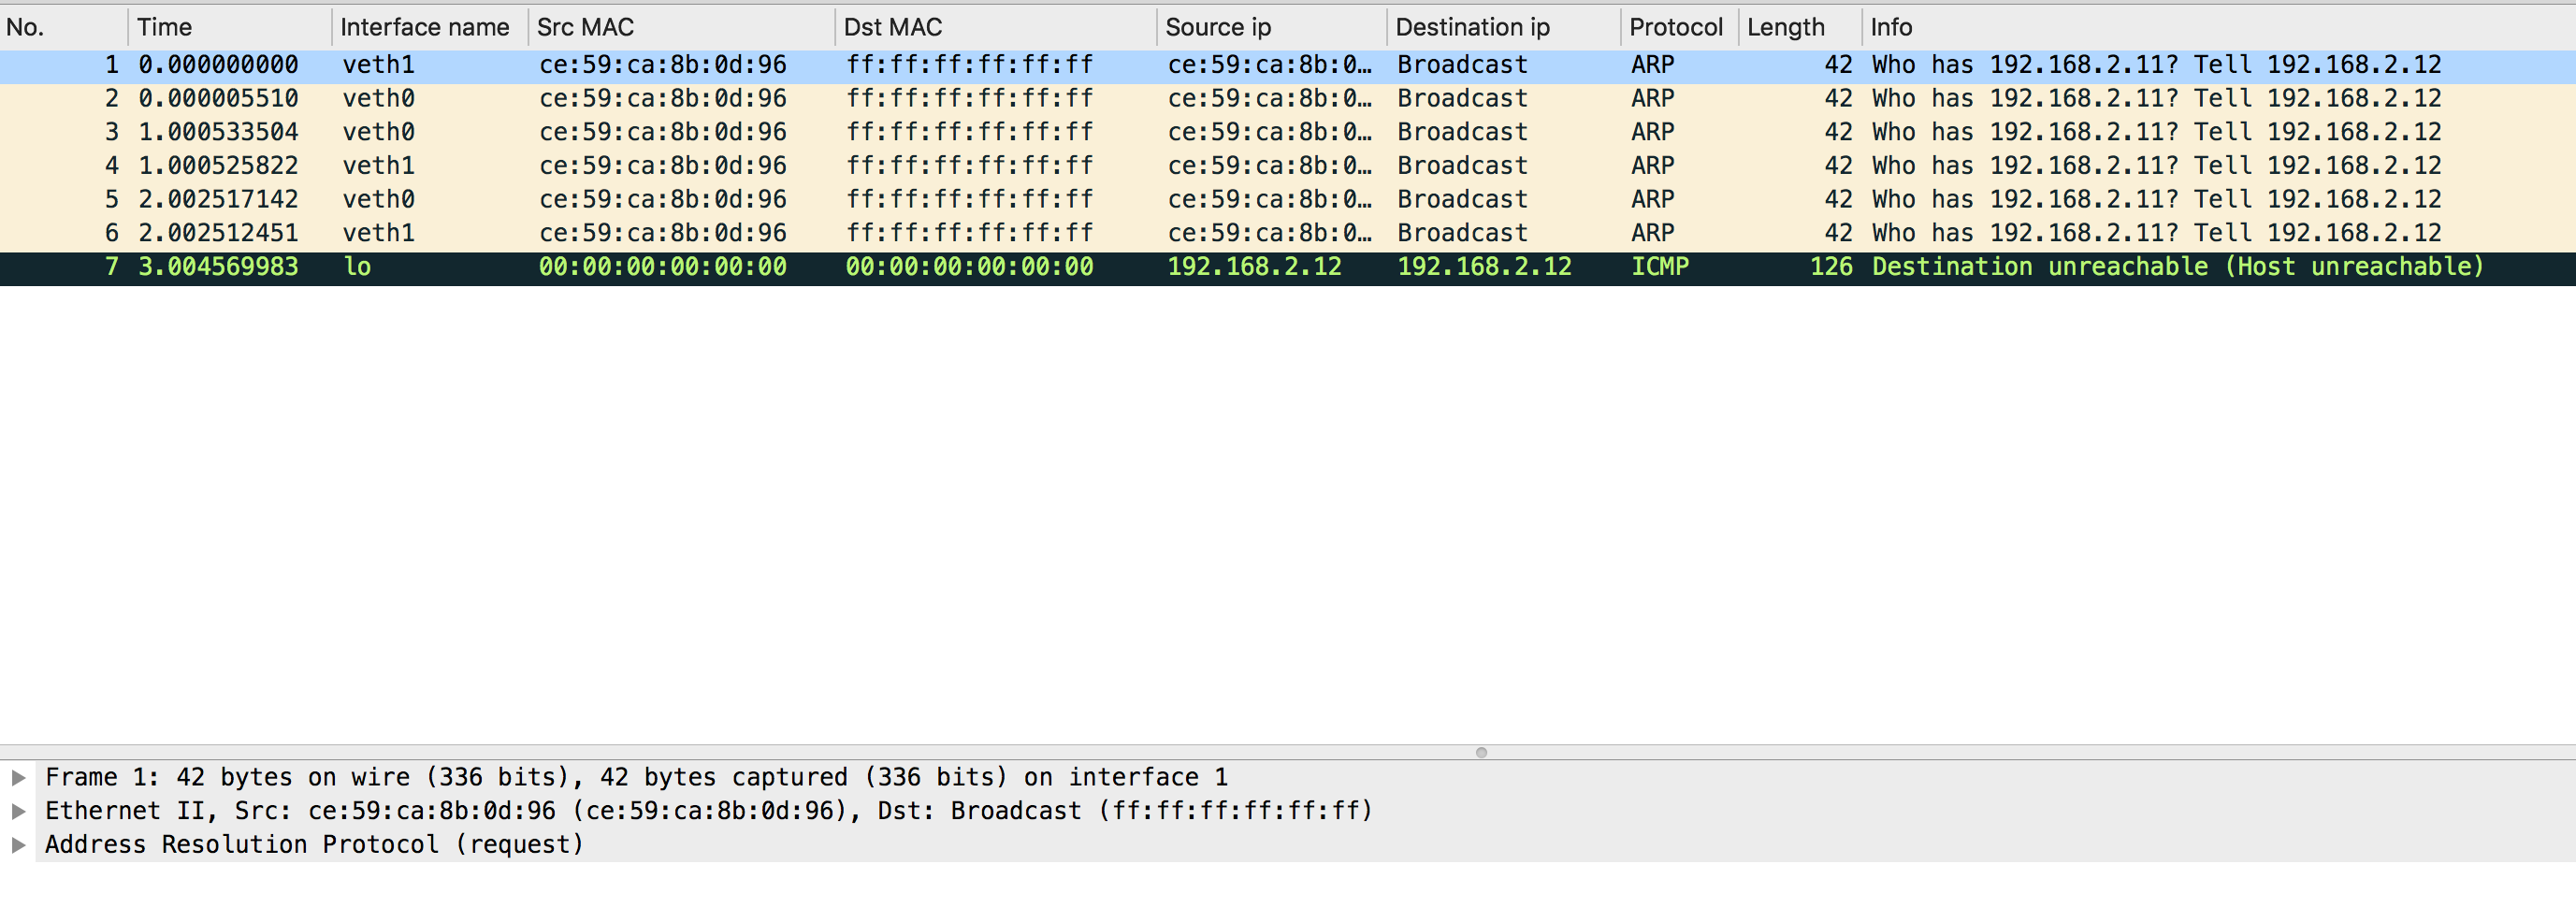 No. Time Interface name Src MAC Dst MAC Source ip Destination ip Protocol Length Info
1 0.000000000 veth1 ce:59:ca:8b:0d:96 ff:ff:ff:ff:ff:ff ce:59:ca:8b:0… Broadcast ARP 42 Who has 192.168.2.11? Tell 192.168.2.12
2 0.000005510 veth0 ce:59:ca:8b:0d:96 ff:ff:ff:ff:ff:ff ce:59:ca:8b:0… Broadcast ARP 42 Who has 192.168.2.11? Tell 192.168.2.12
3 1.000533504 veth0 ce:59:ca:8b:0d:96 ff:ff:ff:ff:ff:ff ce:59:ca:8b:0… Broadcast ARP 42 Who has 192.168.2.11? Tell 192.168.2.12
4 1.000525822 veth1 ce:59:ca:8b:0d:96 ff:ff:ff:ff:ff:ff ce:59:ca:8b:0… Broadcast ARP 42 Who has 192.168.2.11? Tell 192.168.2.12
5 2.002517142 veth0 ce:59:ca:8b:0d:96 ff:ff:ff:ff:ff:ff ce:59:ca:8b:0… Broadcast ARP 42 Who has 192.168.2.11? Tell 192.168.2.12
6 2.002512451 veth1 ce:59:ca:8b:0d:96 ff:ff:ff:ff:ff:ff ce:59:ca:8b:0… Broadcast ARP 42 Who has 192.168.2.11? Tell 192.168.2.12
7 3.004569983 lo 00:00:00:00:00:00 00:00:00:00:00:00 192.168.2.12 192.168.2.12 ICMP 126 Destination unreachable (Host unreachable)
Frame 1: 42 bytes on wire (336 bits), 42 bytes captured (336 bits) on interface 1
Ethernet II, Src: ce:59:ca:8b:0d:96 (ce:59:ca:8b:0d:96), Dst: Broadcast (ff:ff:ff:ff:ff:ff)
Address Resolution Protocol (request)